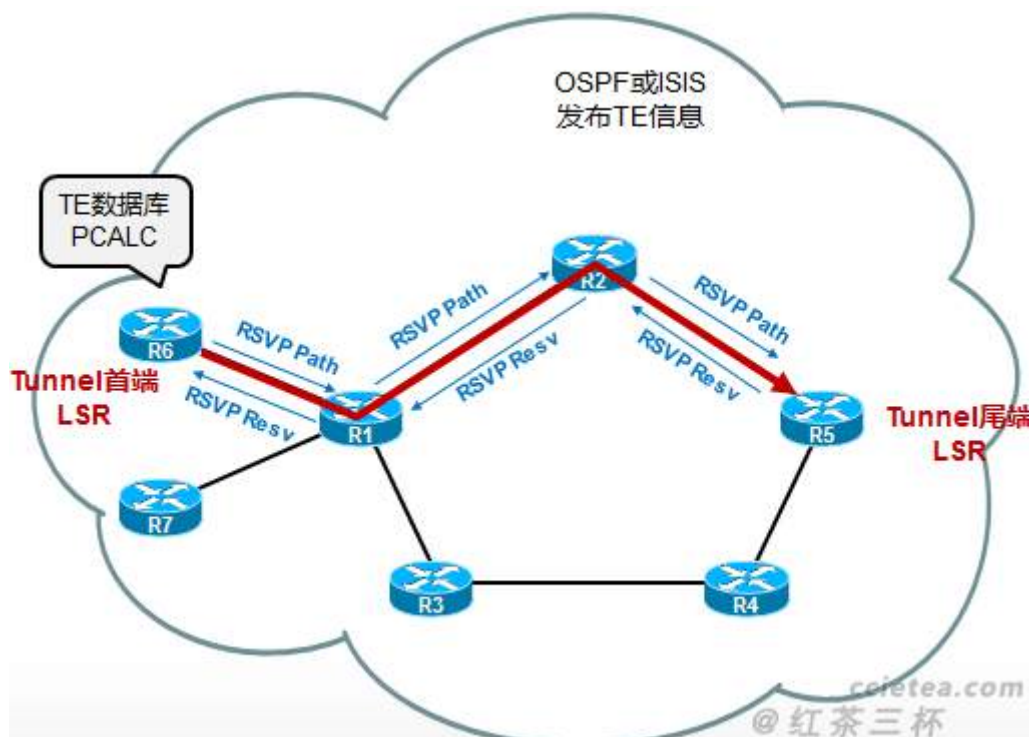 OSPF或ISIS
发布TE信息
TE数据库
PCALC
R2
RSVP Path
RSVP Path
RSVP Path
RSVP Resv
RSVP Resv
RSVP Resv
R6
Tunnel首端
LSR
R1
R5
Tunnel尾端
LSR
R7
R3
R4
ccietea.com
@红茶三杯